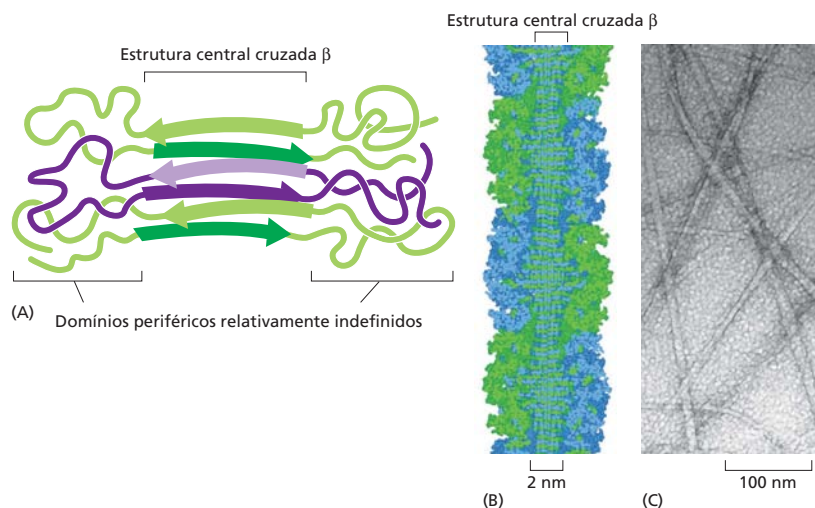 Estrutura central cruzada β
Domínios periféricos relativamente indefinidos
(A)
Estrutura central cruzada β
2 nm
(B)
100 nm
(C)